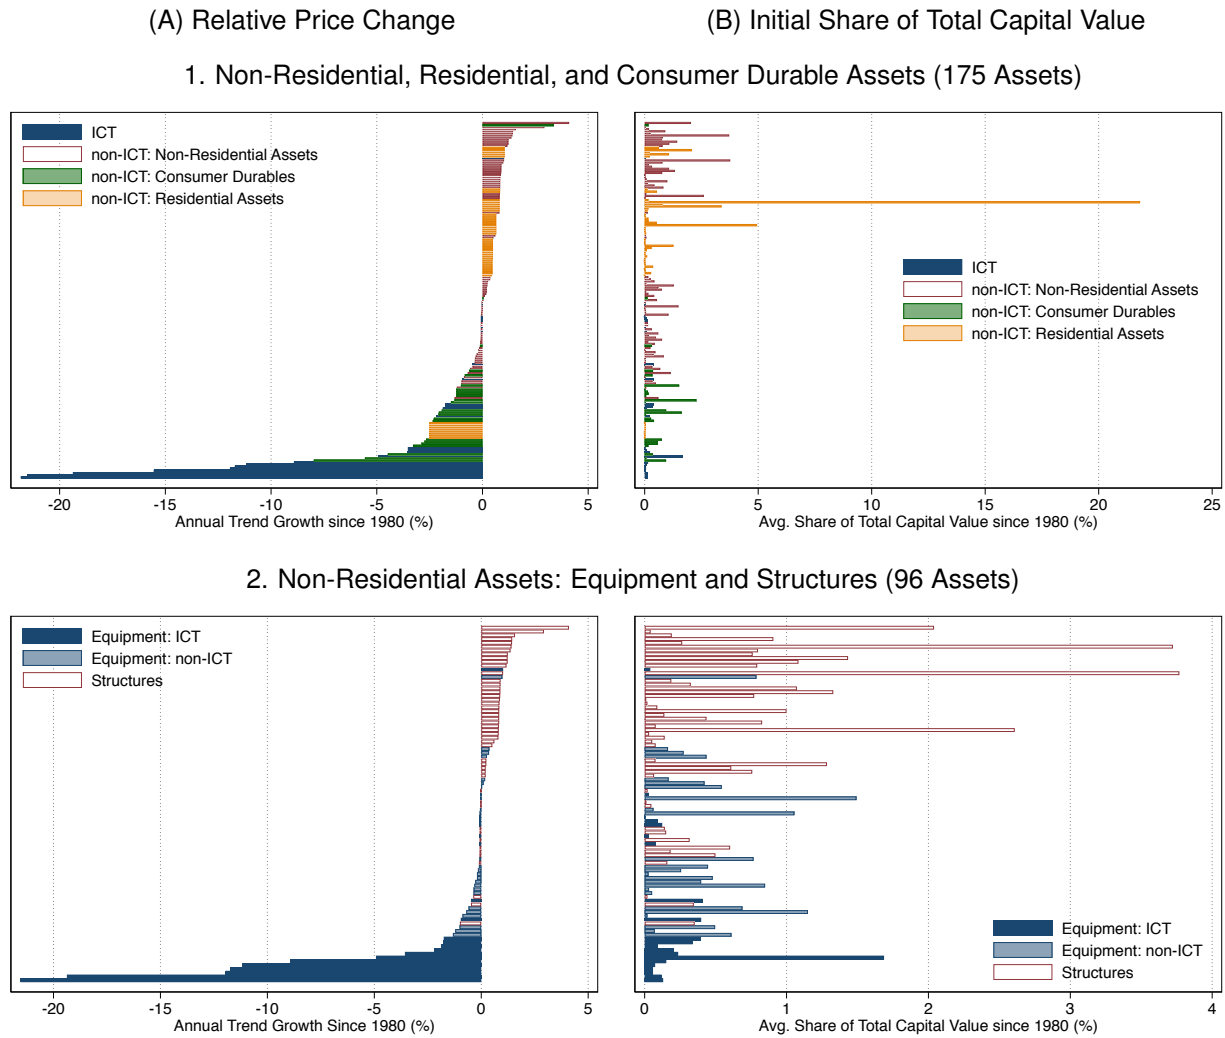 (A) Relative Price Change
(B) Initial Share of Total Capital Value
1. Non-Residential, Residential, and Consumer Durable Assets (175 Assets)
ICT
non-ICT: Non-Residential Assets
non-ICT: Consumer Durables
non-ICT: Residential Assets
-20 -15 -10 -5 0 5
Annual Trend Growth since 1980 (%)
ICT
non-ICT: Non-Residential Assets
non-ICT: Consumer Durables
non-ICT: Residential Assets
0 5 10 15 20 25
Avg. Share of Total Capital Value since 1980 (%)
2. Non-Residential Assets: Equipment and Structures (96 Assets)
Equipment: ICT
Equipment: non-ICT
Structures
-20 -15 -10 -5 0 5
Annual Trend Growth Since 1980 (%)
Equipment: ICT
Equipment: non-ICT
Structures
0 1 2 3 4
Avg. Share of Total Capital Value since 1980 (%)